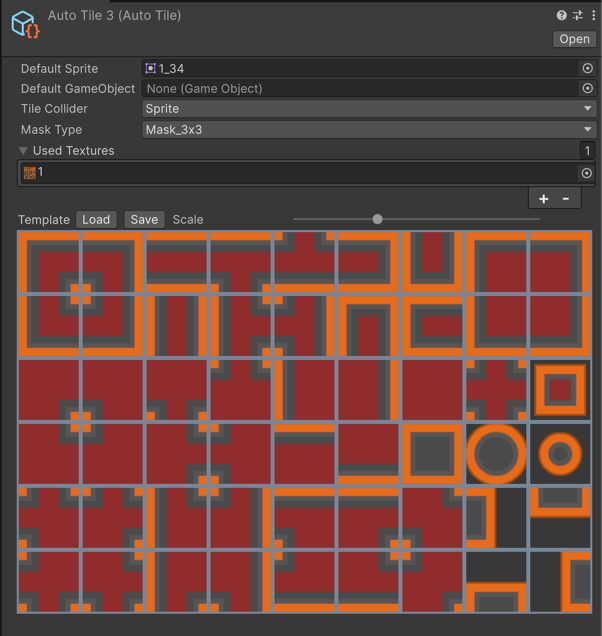 Auto Tile 3 (Auto Tile)
Open
Default Sprite 1_34
Default GameObject None (Game Object)
Tile Collider Sprite
Mask Type Mask_3x3
Used Textures 1
1
+ -
Template Load Save Scale